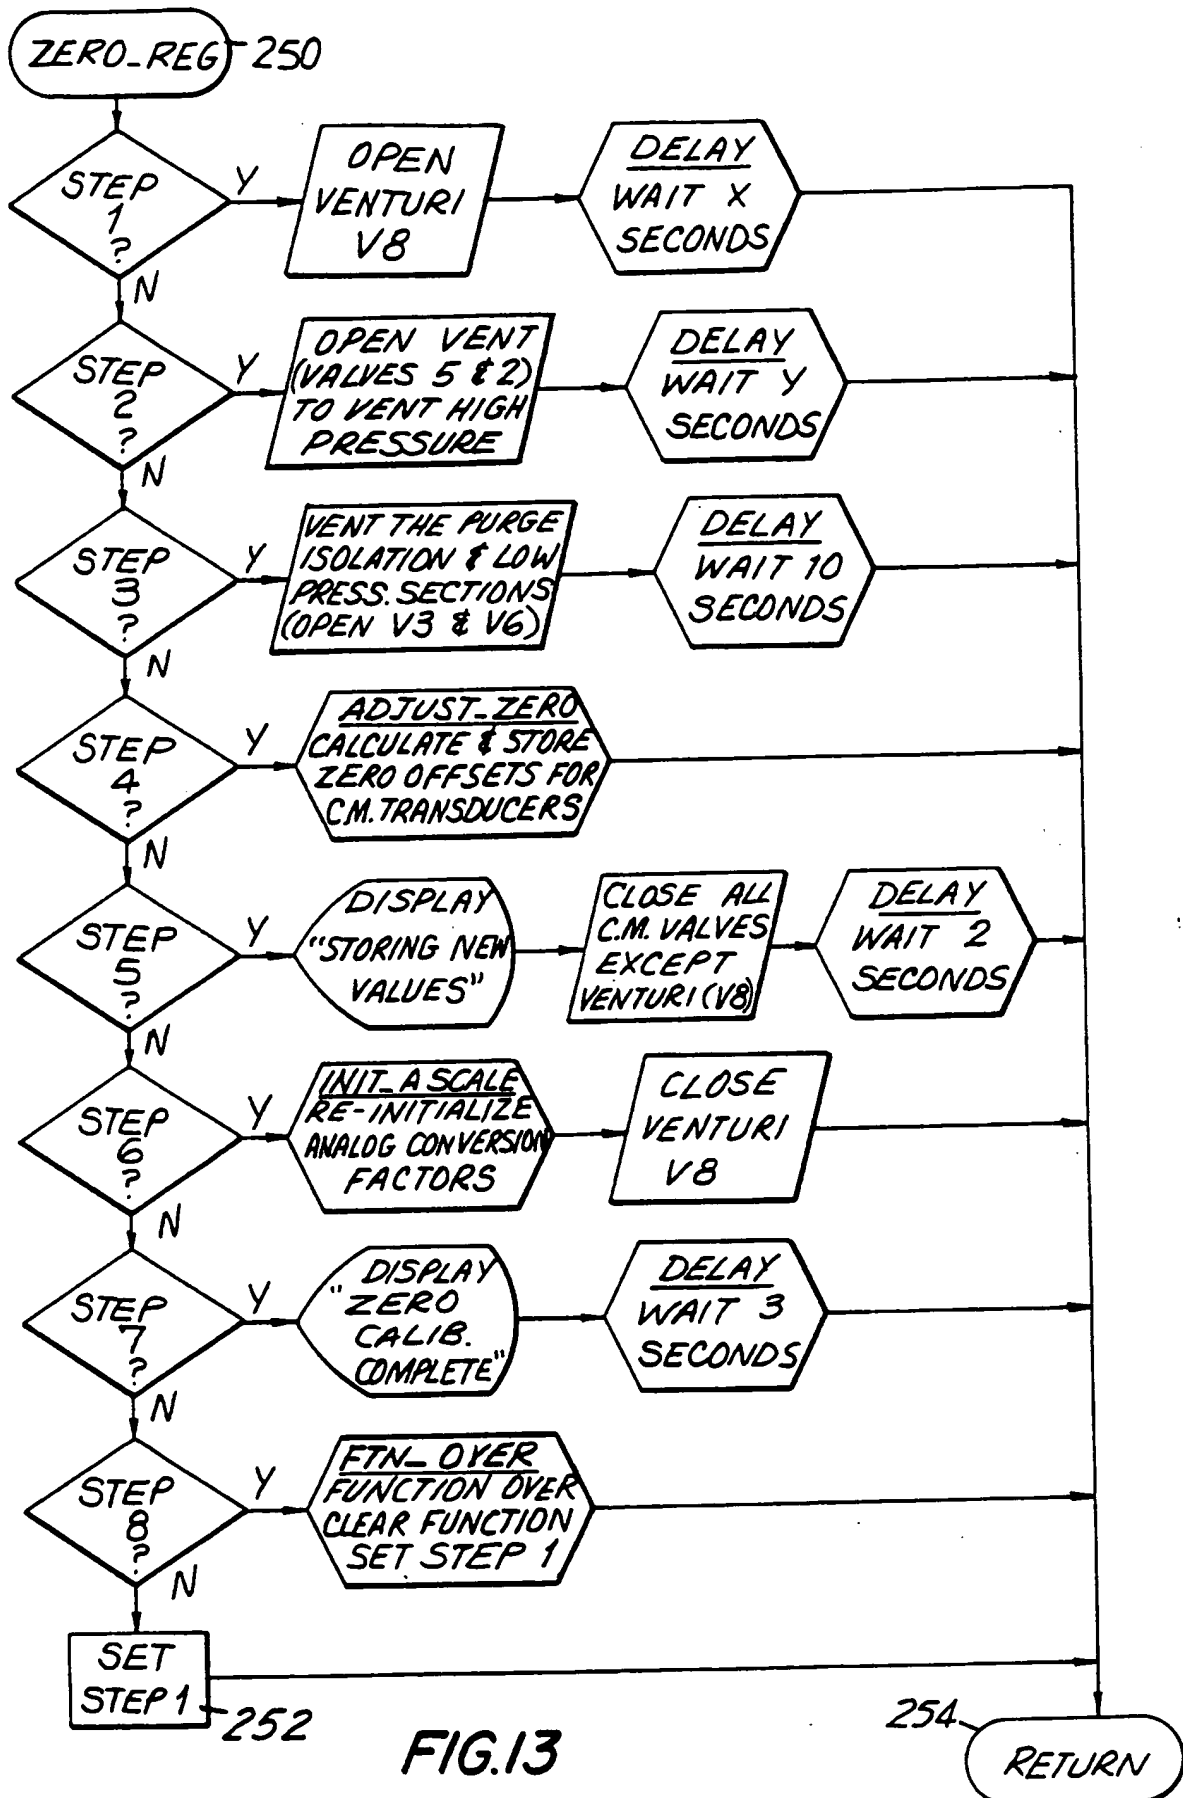 ZERO_REG 250
STEP
1
?
Y
N
OPEN
VENTURI
V8
DELAY
WAIT X
SECONDS
STEP
2
?
Y
N
OPEN VENT
(VALVES 5 & 2)
TO VENT HIGH
PRESSURE
DELAY
WAIT Y
SECONDS
STEP
3
?
Y
N
VENT THE PURGE
ISOLATION & LOW
PRESS. SECTIONS
(OPEN V3 & V6)
DELAY
WAIT 10
SECONDS
STEP
4
?
Y
N
ADJUST_ZERO
CALCULATE & STORE
ZERO OFFSETS FOR
C.M. TRANSDUCERS
STEP
5
?
Y
N
DISPLAY
"STORING NEW
VALUES"
CLOSE ALL
C.M. VALVES
EXCEPT
VENTURI (V8)
DELAY
WAIT 2
SECONDS
STEP
6
?
Y
N
INIT_A SCALE
RE-INITIALIZE
ANALOG CONVERSION
FACTORS
CLOSE
VENTURI
V8
STEP
7
?
Y
N
DISPLAY
"ZERO
CALIB.
COMPLETE"
DELAY
WAIT 3
SECONDS
STEP
8
?
Y
N
FTN_OYER
FUNCTION OVER
CLEAR FUNCTION
SET STEP 1
SET
STEP 1
252
FIG.13
254
RETURN